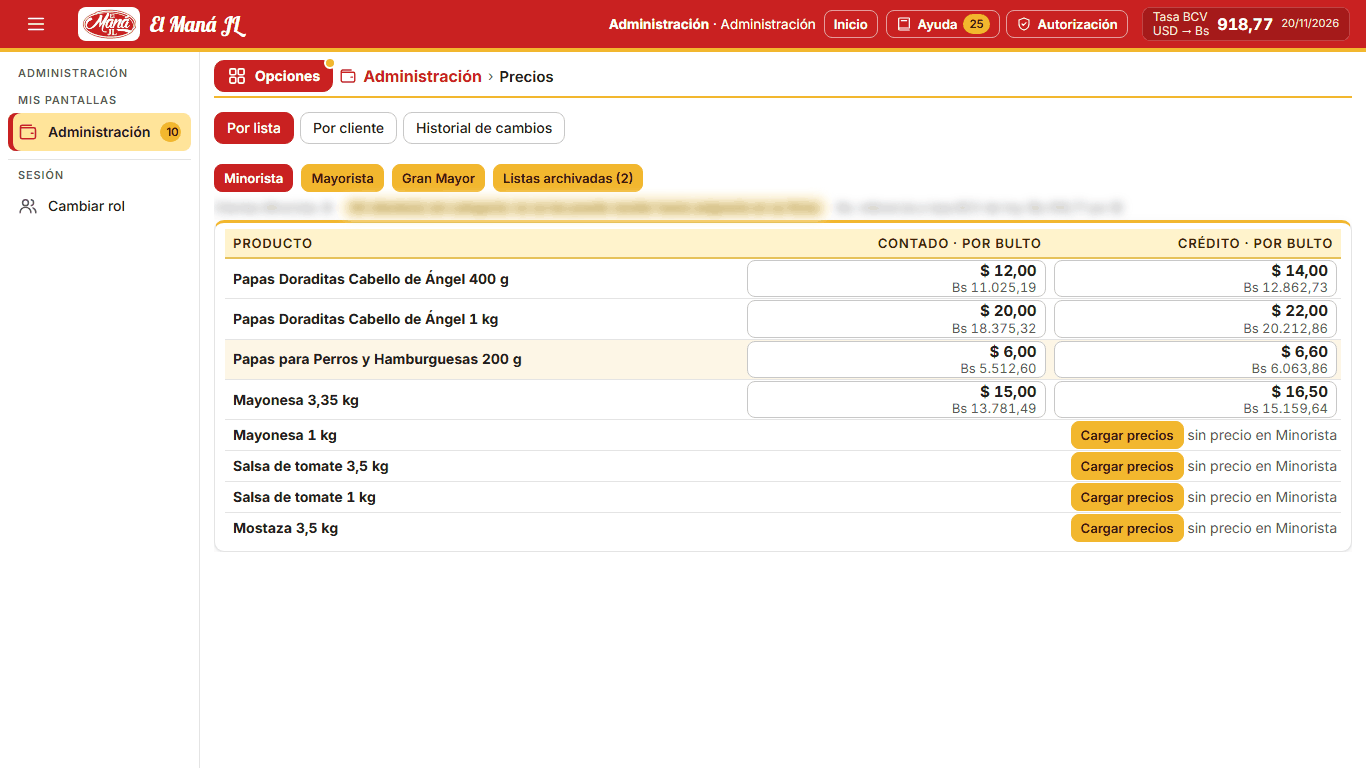 Maná
JL
El Maná JL
Administración · Administración
Inicio
Ayuda 25
Autorización
Tasa BCV
USD → Bs
918,77
20/11/2026
ADMINISTRACIÓN
MIS PANTALLAS
Administración 10
SESIÓN
Cambiar rol
Opciones
Administración › Precios
Por lista
Por cliente
Historial de cambios
Minorista
Mayorista
Gran Mayor
Listas archivadas (2)
PRODUCTO CONTADO · POR BULTO CRÉDITO · POR BULTO
Papas Doraditas Cabello de Ángel 400 g $ 12,00 $ 14,00
Bs 11.025,19 Bs 12.862,73
Papas Doraditas Cabello de Ángel 1 kg $ 20,00 $ 22,00
Bs 18.375,32 Bs 20.212,86
Papas para Perros y Hamburguesas 200 g $ 6,00 $ 6,60
Bs 5.512,60 Bs 6.063,86
Mayonesa 3,35 kg $ 15,00 $ 16,50
Bs 13.781,49 Bs 15.159,64
Mayonesa 1 kg Cargar precios sin precio en Minorista
Salsa de tomate 3,5 kg Cargar precios sin precio en Minorista
Salsa de tomate 1 kg Cargar precios sin precio en Minorista
Mostaza 3,5 kg Cargar precios sin precio en Minorista